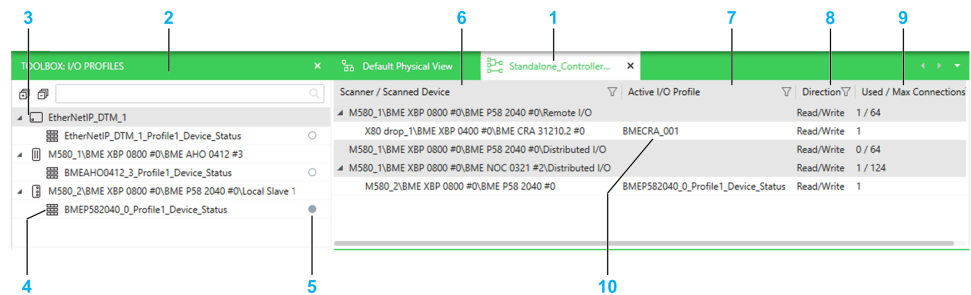 3 2 6 1 7 8 9
TOOLBOX: I/O PROFILES × Default Physical View Standalone_Controller... ×
Scanner / Scanned Device Active I/O Profile Direction Used / Max Connections
EtherNetIP_DTM_1
EtherNetIP_DTM_1_Profile1_Device_Status
M580_1\BME XBP 0800 #0\BME AHO 0412 #3
BMEAHO0412_3_Profile1_Device_Status
M580_2\BME XBP 0800 #0\BME P58 2040 #0\Local Slave 1
BMEP582040_0_Profile1_Device_Status
M580_1\BME XBP 0800 #0\BME P58 2040 #0\Remote I/O Read/Write 1 / 64
X80 drop_1\BME XBP 0400 #0\BME CRA 31210.2 #0 BMECRA_001 Read/Write 1
M580_1\BME XBP 0800 #0\BME P58 2040 #0\Distributed I/O Read/Write 0 / 64
M580_1\BME XBP 0800 #0\BME NOC 0321 #2\Distributed I/O Read/Write 1 / 124
M580_2\BME XBP 0800 #0\BME P58 2040 #0 BMEP582040_0_Profile1_Device_Status Read/Write 1
4 5 10